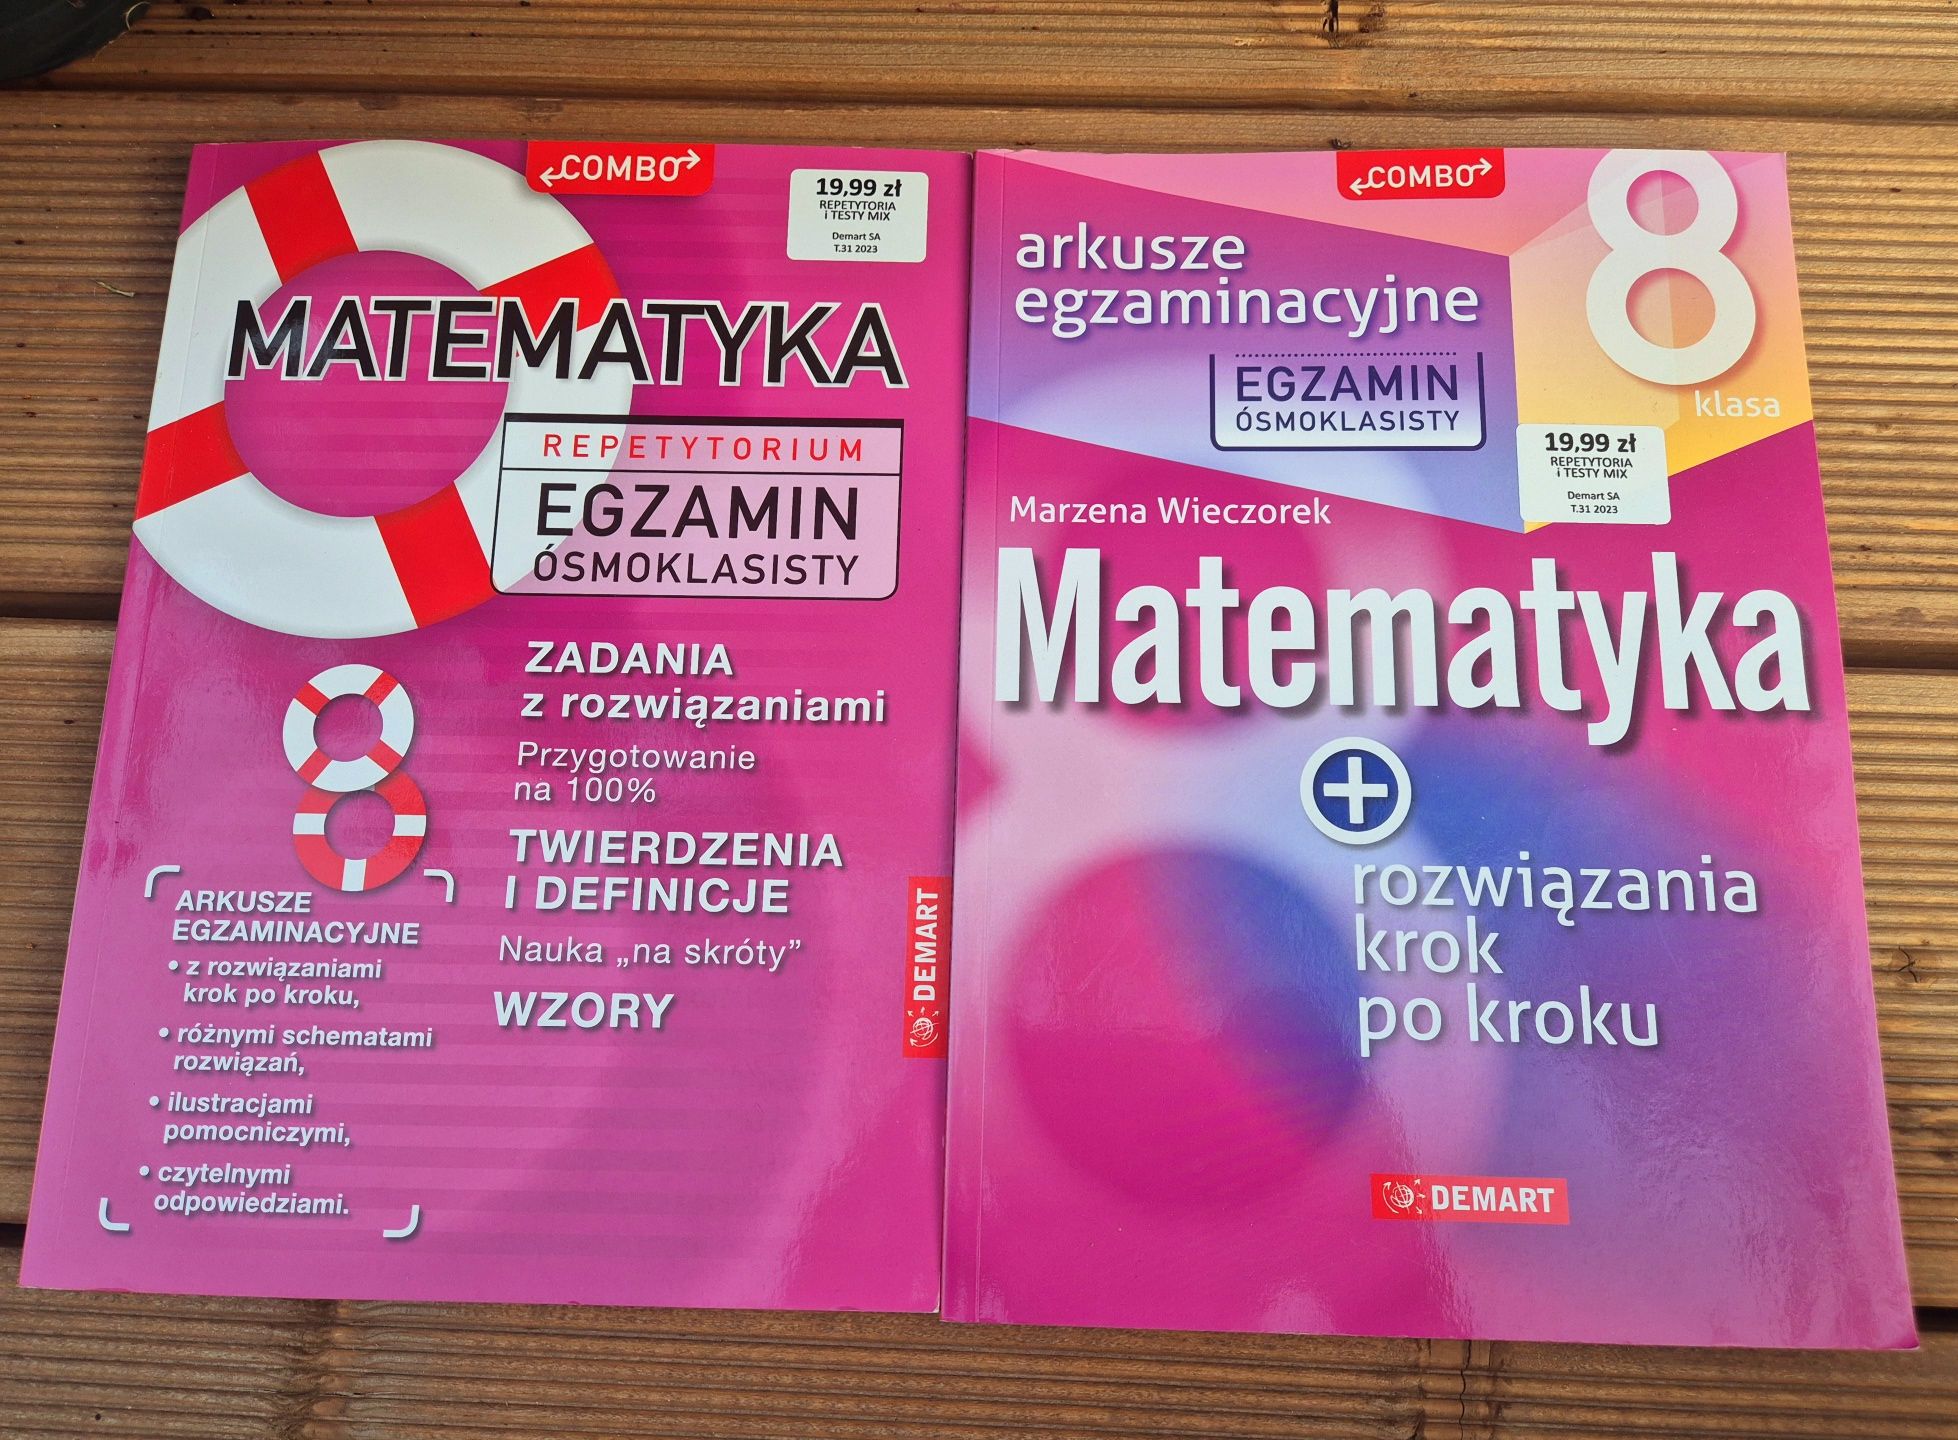 COMBO
19,99 zł
REPETYTORIA
i TESTY MIX
Demart SA
T.31 2023
MATEMATYKA
REPETYTORIUM
EGZAMIN
ÓSMOKLASISTY
ZADANIA
z rozwiązaniami
Przygotowanie
na 100%
TWIERDZENIA
I DEFINICJE
Nauka „na skróty”
WZORY
8
ARKUSZE
EGZAMINACYJNE
• z rozwiązaniami
krok po kroku,
• różnymi schematami
rozwiązań,
• ilustracjami
pomocniczymi,
• czytelnymi
odpowiedziami.
DEMART
COMBO
arkusze
egzaminacyjne
EGZAMIN
ÓSMOKLASISTY
8
klasa
19,99 zł
REPETYTORIA
i TESTY MIX
Demart SA
T.31 2023
Marzena Wieczorek
Matematyka
+
rozwiązania
krok
po kroku
DEMART